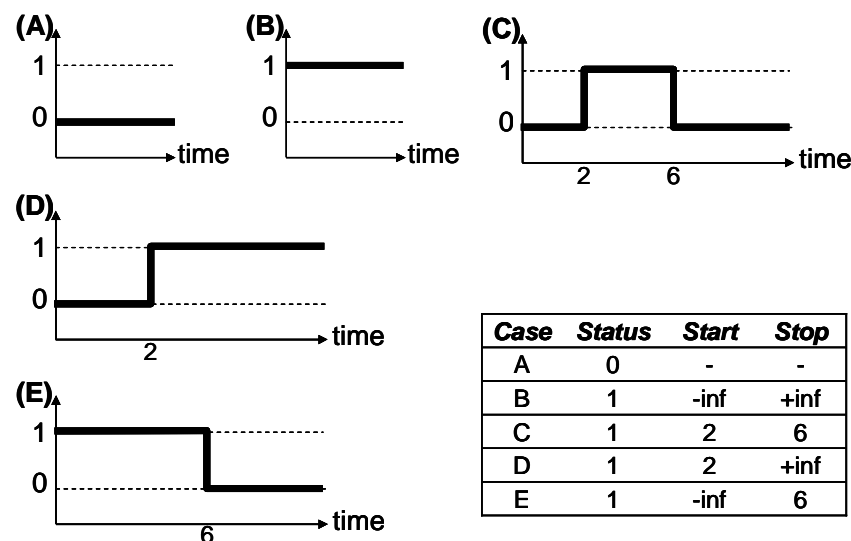 (A)
1
0
time
(B)
1
0
time
(C)
1
0
time
2
6
(D)
1
0
time
2
(E)
1
0
time
6
Case Status Start Stop
A 0 - -
B 1 -inf +inf
C 1 2 6
D 1 2 +inf
E 1 -inf 6